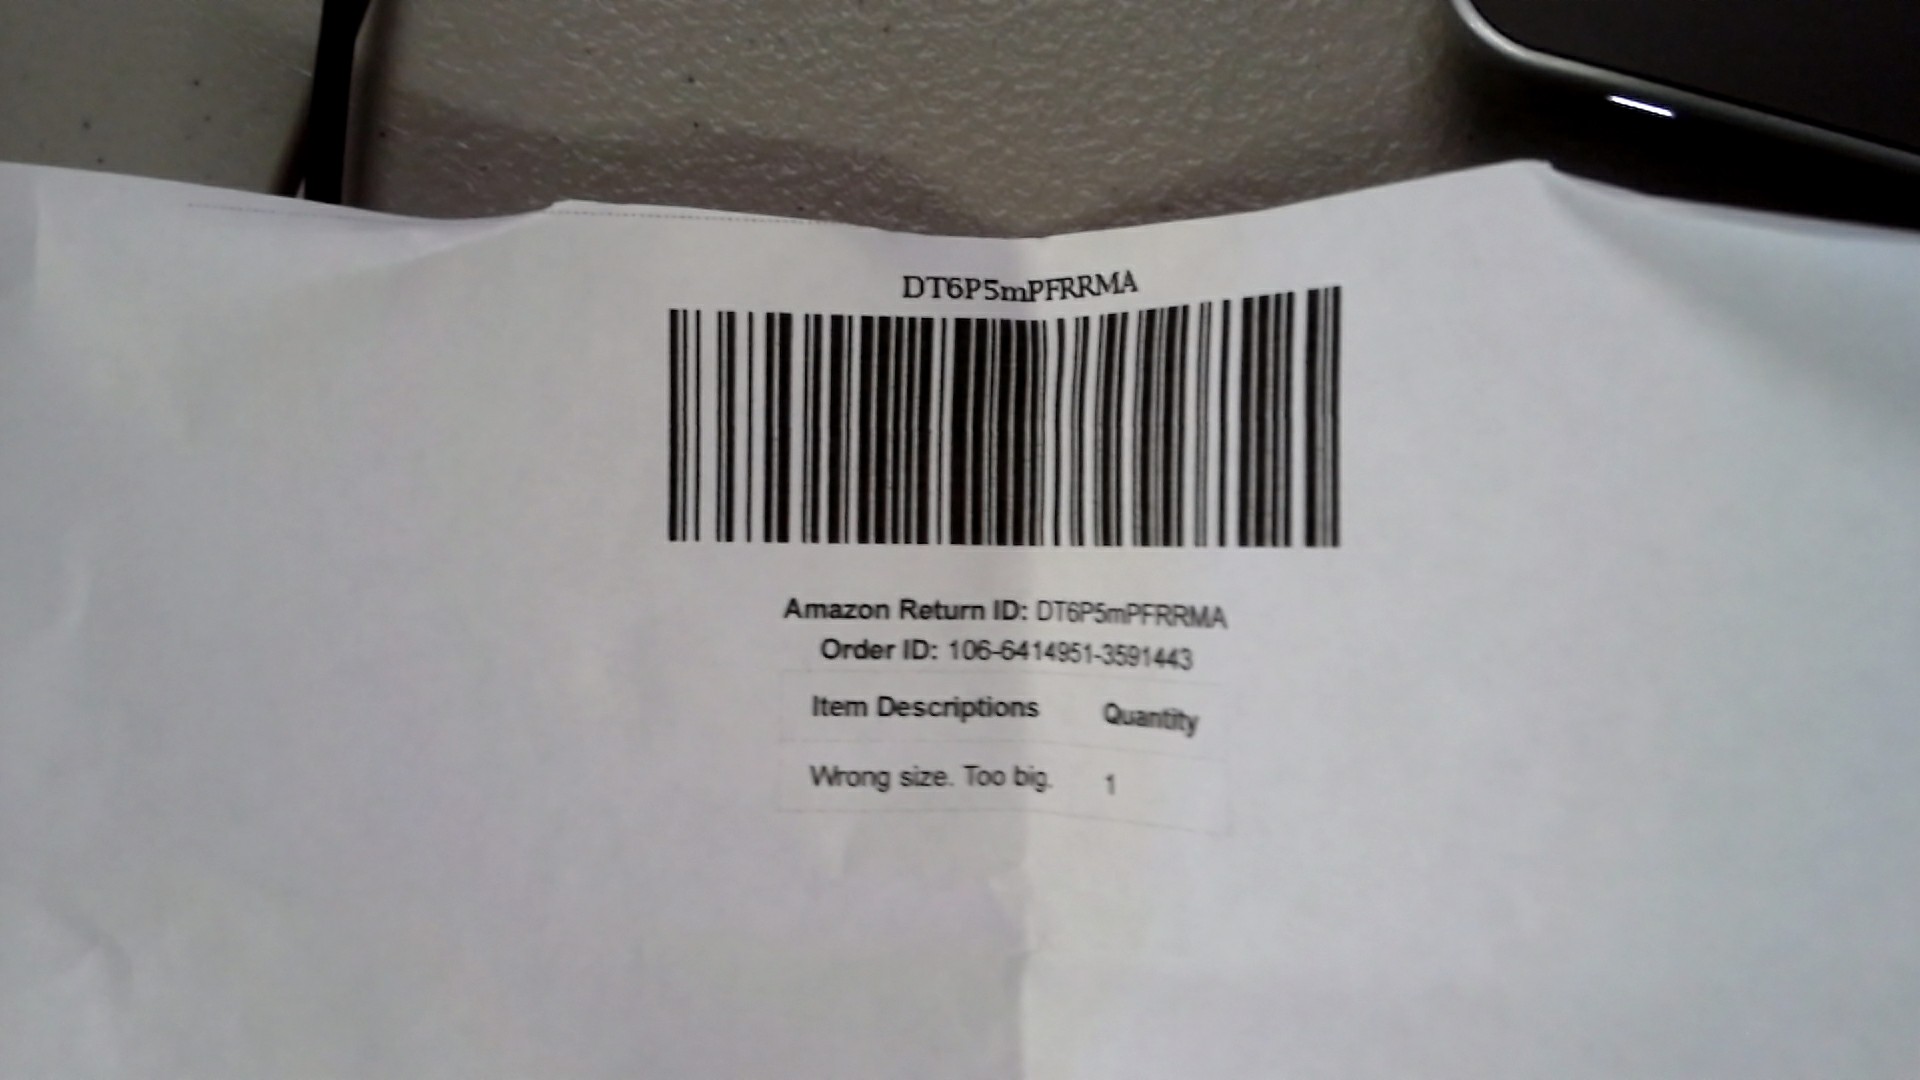 DT6P5mPFRRMA
Amazon Return ID: DT6P5mPFRRMA
Order ID: 106-6414951-3591443
Item Descriptions Quantity
Wrong size. Too big. 1